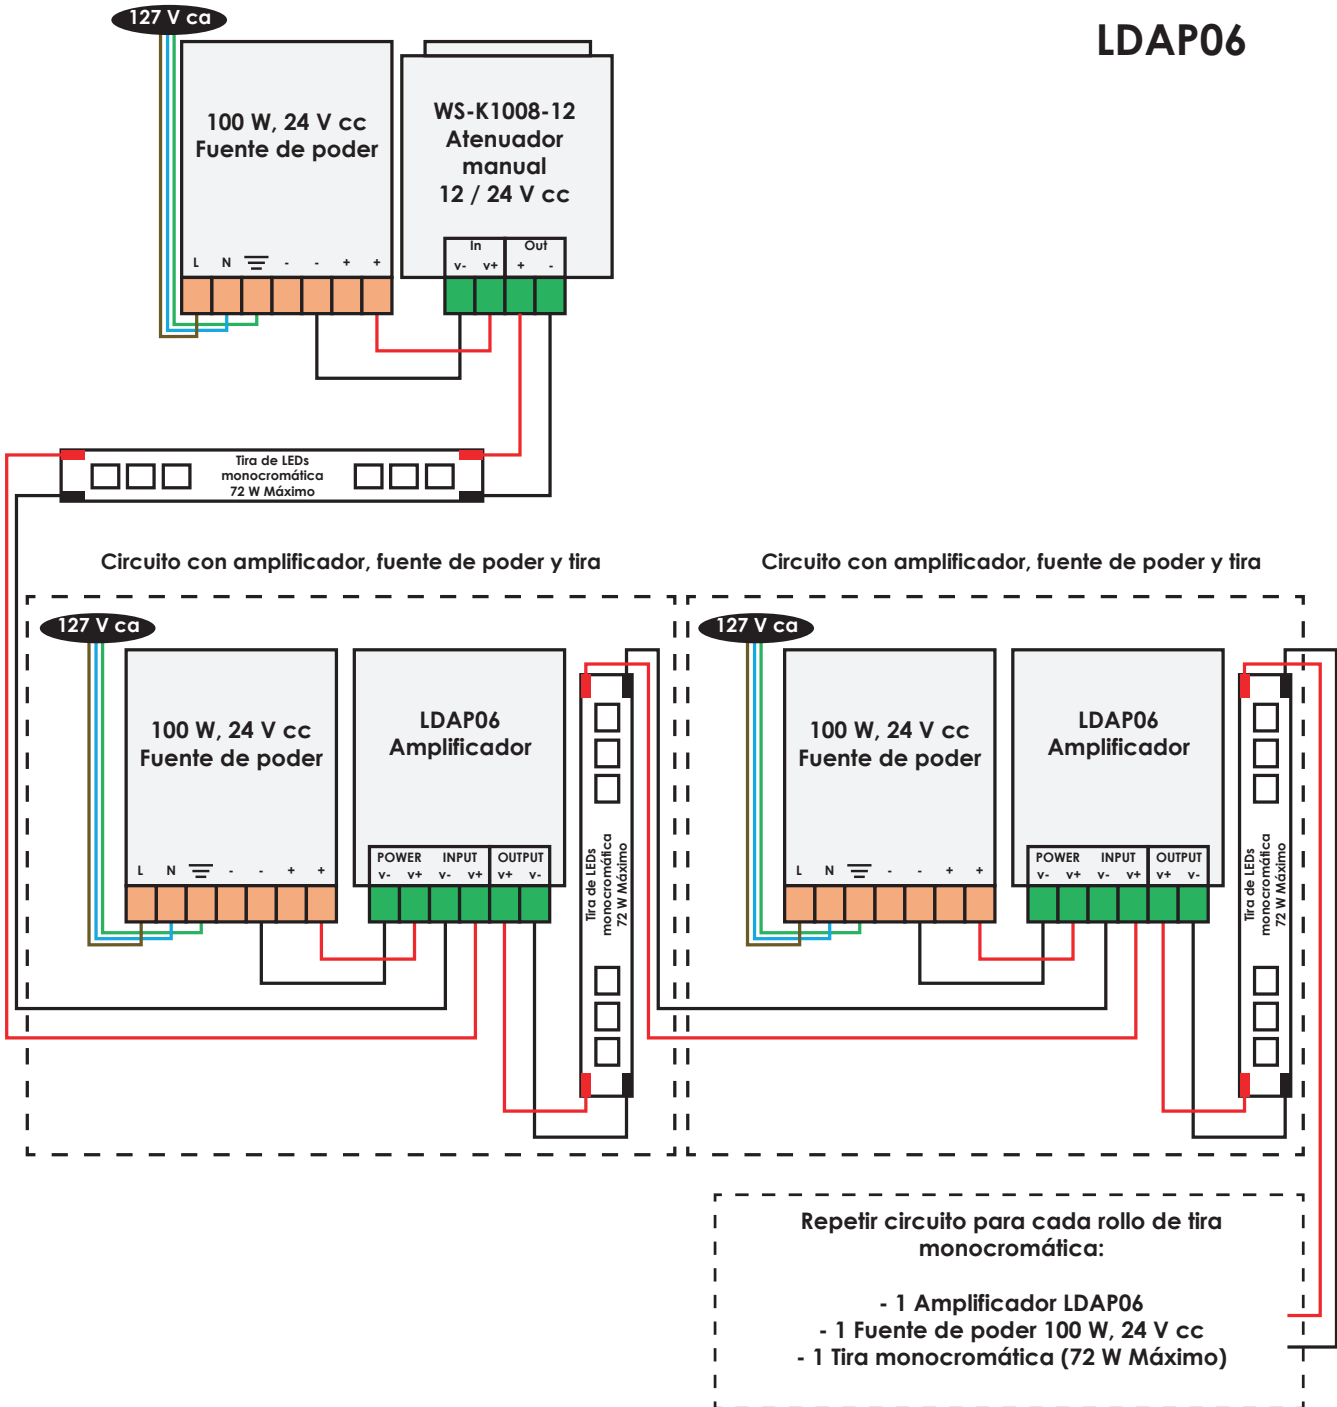 LDAP06
127 V ca
100 W, 24 V cc
Fuente de poder
L N - - + +
WS-K1008-12
Atenuador
manual
12 / 24 V cc
In Out
v- v+ + -
Tira de LEDs
monocromática
72 W Máximo
Circuito con amplificador, fuente de poder y tira
127 V ca
100 W, 24 V cc
Fuente de poder
L N - - + +
LDAP06
Amplificador
POWER INPUT OUTPUT
v- v+ v- v+ v+ v-
Tira de LEDs
monocromática
72 W Máximo
Circuito con amplificador, fuente de poder y tira
127 V ca
100 W, 24 V cc
Fuente de poder
L N - - + +
LDAP06
Amplificador
POWER INPUT OUTPUT
v- v+ v- v+ v+ v-
Tira de LEDs
monocromática
72 W Máximo
Repetir circuito para cada rollo de tira
monocromática:
- 1 Amplificador LDAP06
- 1 Fuente de poder 100 W, 24 V cc
- 1 Tira monocromática (72 W Máximo)